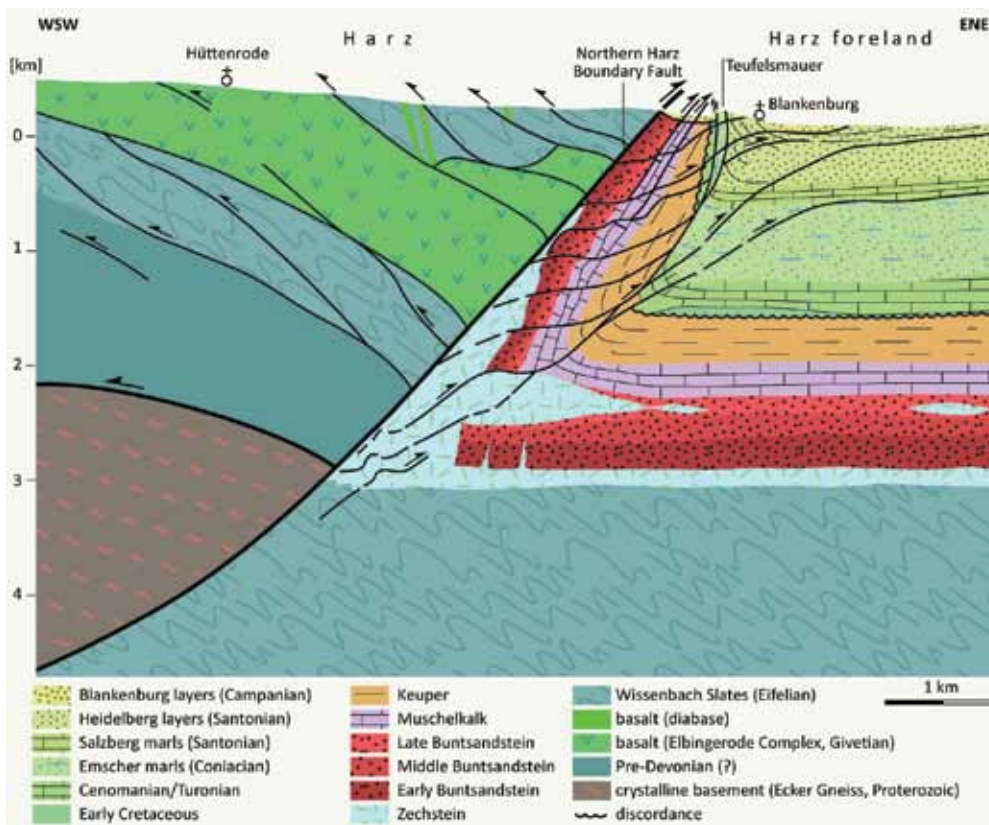 WSW
Harz
Harz foreland
ENE
[km]
Hüttenrode
Northern Harz
Boundary Fault
Teufelsmauer
Blankenburg
0
1
2
3
4
1 km
Blankenburg layers (Campanian)
Heidelberg layers (Santonian)
Salzberg marls (Santonian)
Emscher marls (Coniacian)
Cenomanian/Turonian
Early Cretaceous
Keuper
Muschelkalk
Late Buntsandstein
Middle Buntsandstein
Early Buntsandstein
Zechstein
Wissenbach Slates (Eifelian)
basalt (diabase)
basalt (Elbingerode Complex, Givetian)
Pre-Devonian (?)
crystalline basement (Ecker Gneiss, Proterozoic)
discordance